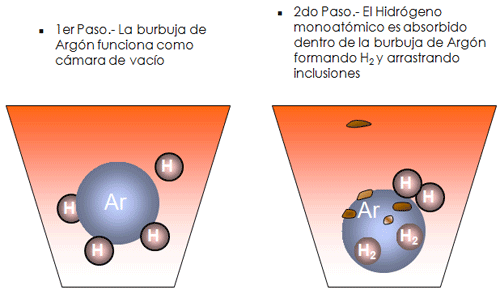 1er Paso.- La burbuja de
Argón funciona como
cámara de vacío
2do Paso.- El Hidrógeno
monoatómico es absorbido
dentro de la burbuja de Argón
formando H₂ y arrastrando
inclusiones
H
H
Ar
H
H
H
H
Ar
H₂
H₂